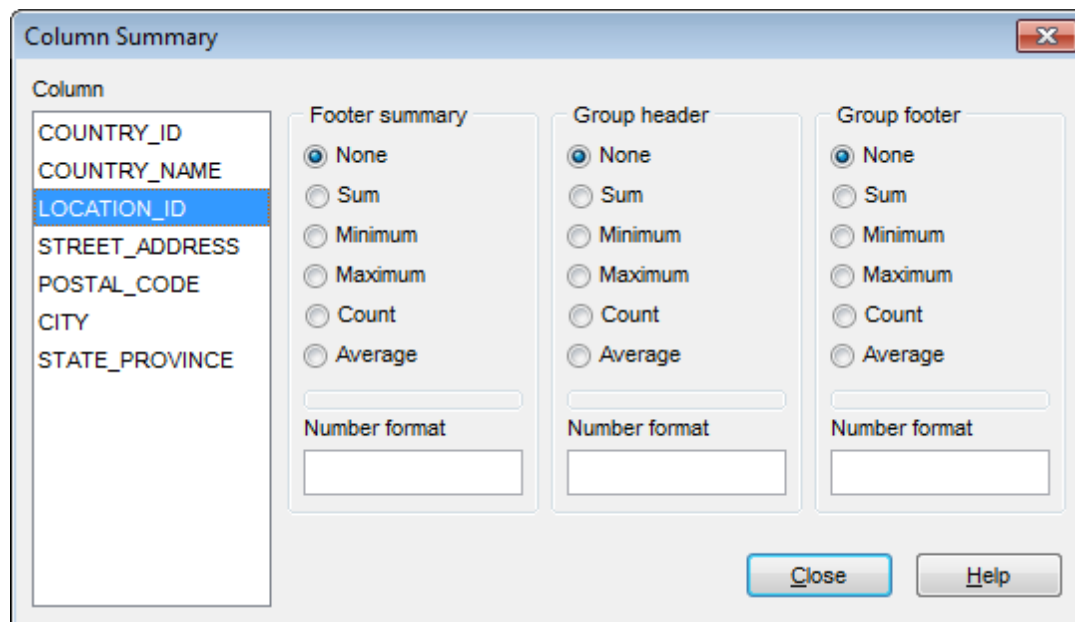 Column Summary
Column
COUNTRY_ID
COUNTRY_NAME
LOCATION_ID
STREET_ADDRESS
POSTAL_CODE
CITY
STATE_PROVINCE
Footer summary
None
Sum
Minimum
Maximum
Count
Average
Number format
Group header
None
Sum
Minimum
Maximum
Count
Average
Number format
Group footer
None
Sum
Minimum
Maximum
Count
Average
Number format
Close
Help